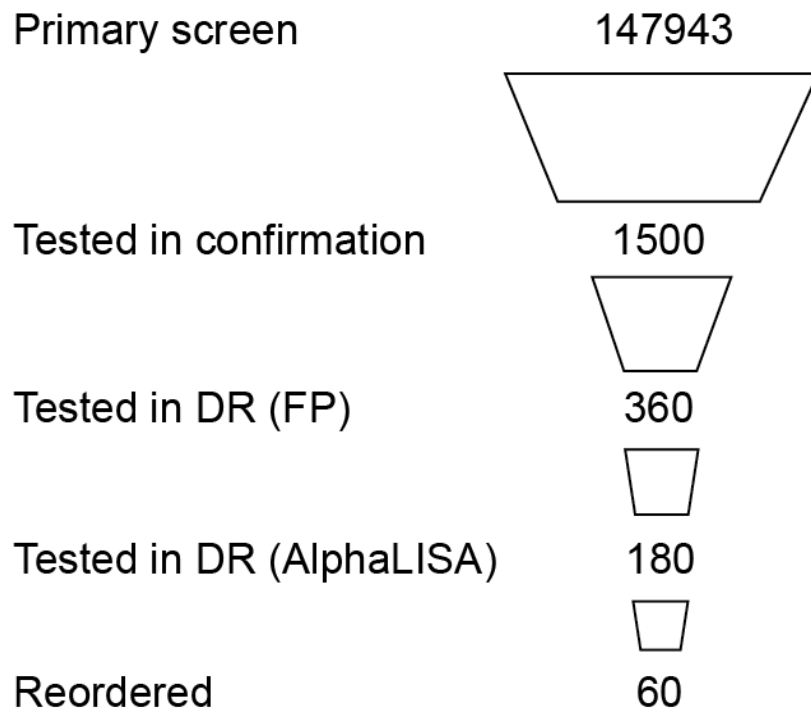 Primary screen 147943
Tested in confirmation 1500
Tested in DR (FP) 360
Tested in DR (AlphaLISA) 180
Reordered 60